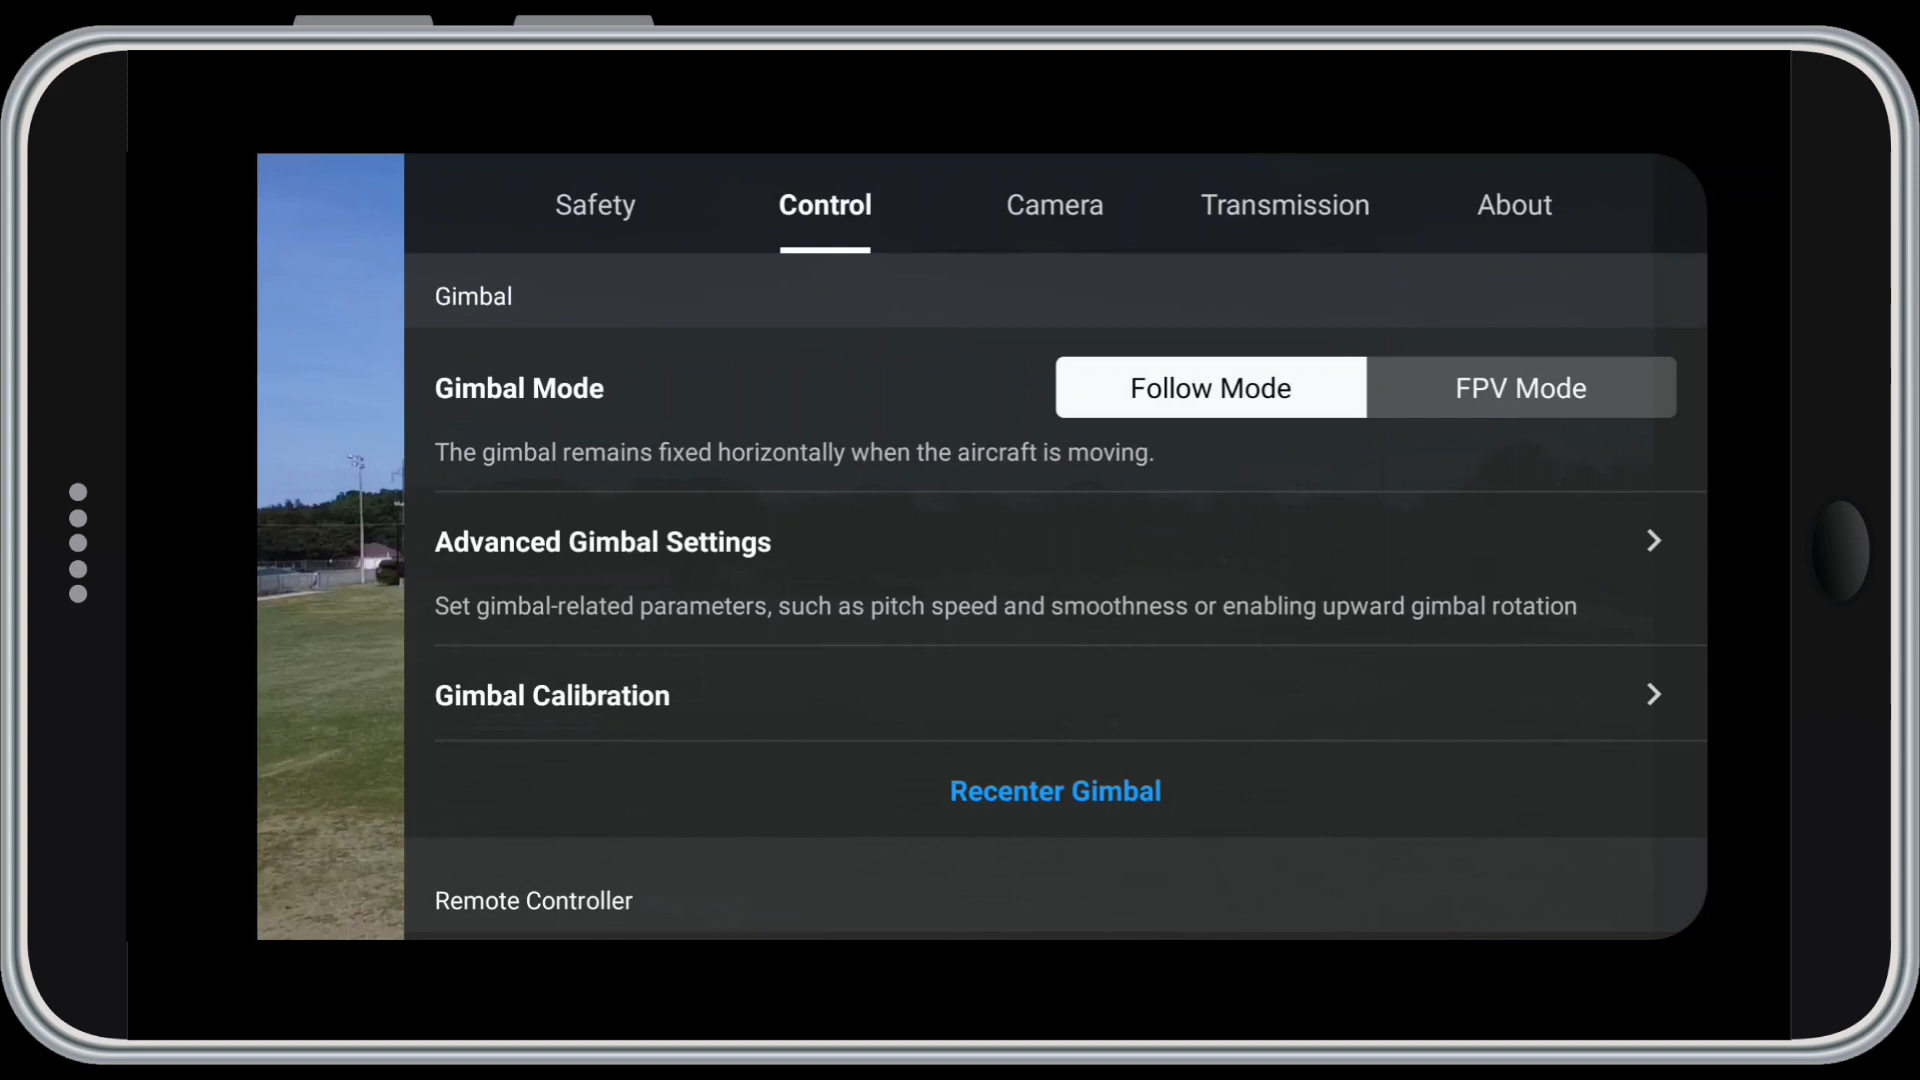 Safety Control Camera Transmission About
Gimbal
Gimbal Mode Follow Mode FPV Mode
The gimbal remains fixed horizontally when the aircraft is moving.
Advanced Gimbal Settings
Set gimbal-related parameters, such as pitch speed and smoothness or enabling upward gimbal rotation
Gimbal Calibration
Recenter Gimbal
Remote Controller